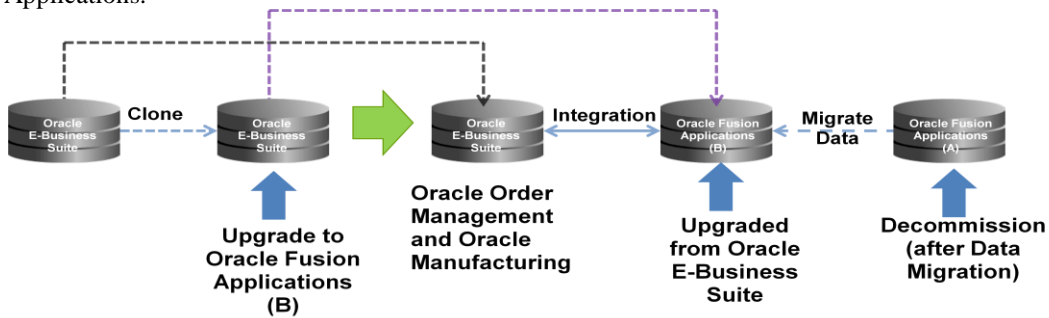 Applications.
Clone
Integration
Migrate
Data
Oracle
E-Business
Suite
Oracle
E-Business
Suite
Oracle
E-Business
Suite
Oracle Fusion
Applications
(B)
Oracle Fusion
Applications
(A)
Upgrade to
Oracle Fusion
Applications
(B)
Oracle Order
Management
and Oracle
Manufacturing
Upgraded
from Oracle
E-Business
Suite
Decommission
(after Data
Migration)